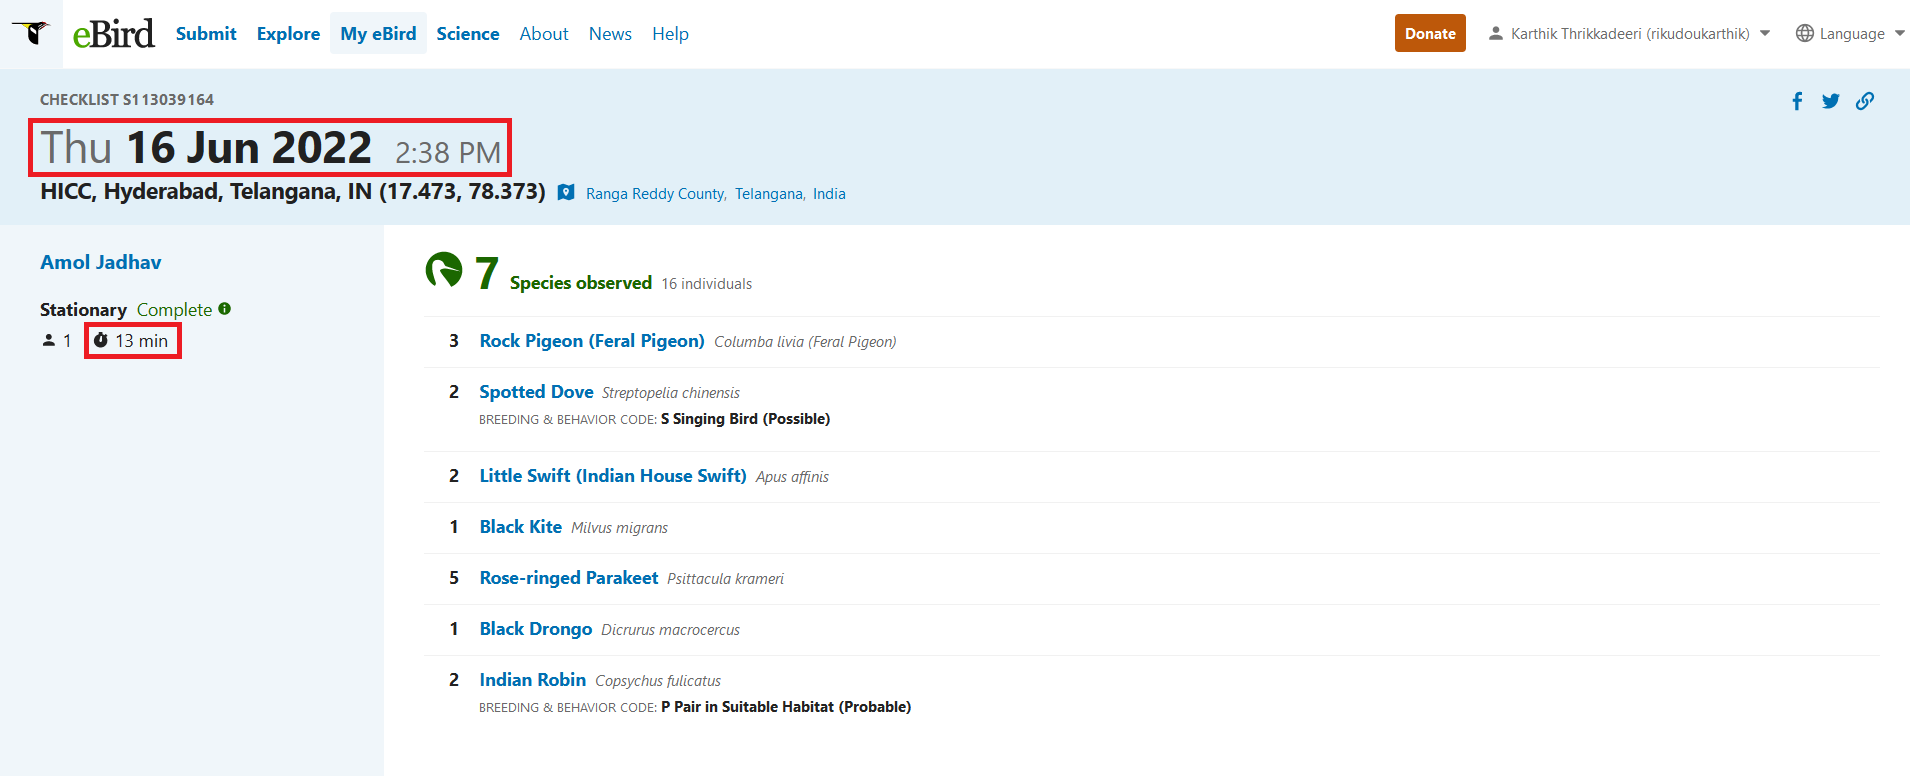 eBird Submit Explore My eBird Science About News Help Donate Karthik Thrikkadeeri (rikudoukarthik) Language
CHECKLIST S113039164
Thu 16 Jun 2022 2:38 PM
HICC, Hyderabad, Telangana, IN (17.473, 78.373) Ranga Reddy County, Telangana, India
Amol Jadhav
Stationary Complete
1 13 min
7 Species observed 16 individuals
3 Rock Pigeon (Feral Pigeon) Columba livia (Feral Pigeon)
2 Spotted Dove Streptopelia chinensis
BREEDING & BEHAVIOR CODE: S Singing Bird (Possible)
2 Little Swift (Indian House Swift) Apus affinis
1 Black Kite Milvus migrans
5 Rose-ringed Parakeet Psittacula krameri
1 Black Drongo Dicrurus macrocercus
2 Indian Robin Copsychus fulicatus
BREEDING & BEHAVIOR CODE: P Pair in Suitable Habitat (Probable)